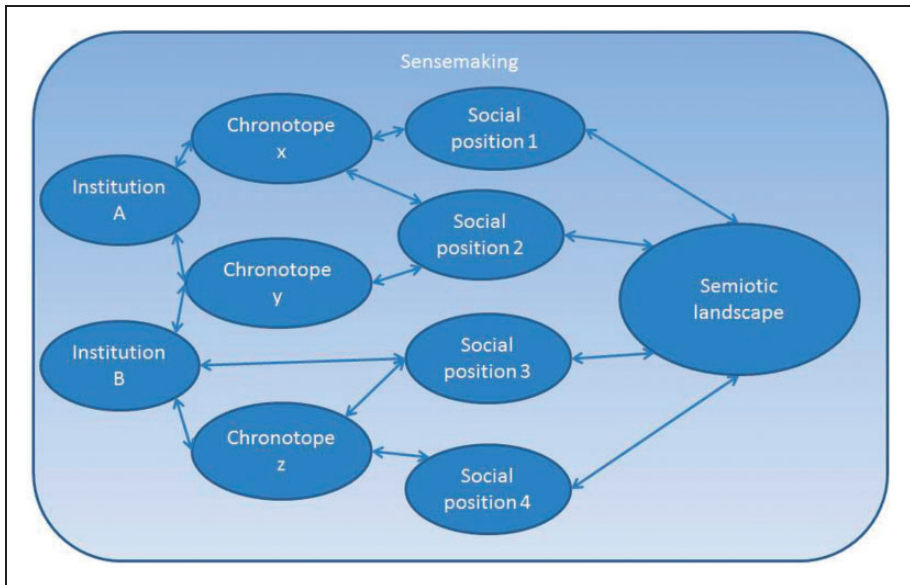 Sensemaking
Chronotope
x
Social
position 1
Institution
A
Social
position 2
Chronotope
y
Semiotic
landscape
Institution
B
Social
position 3
Chronotope
z
Social
position 4